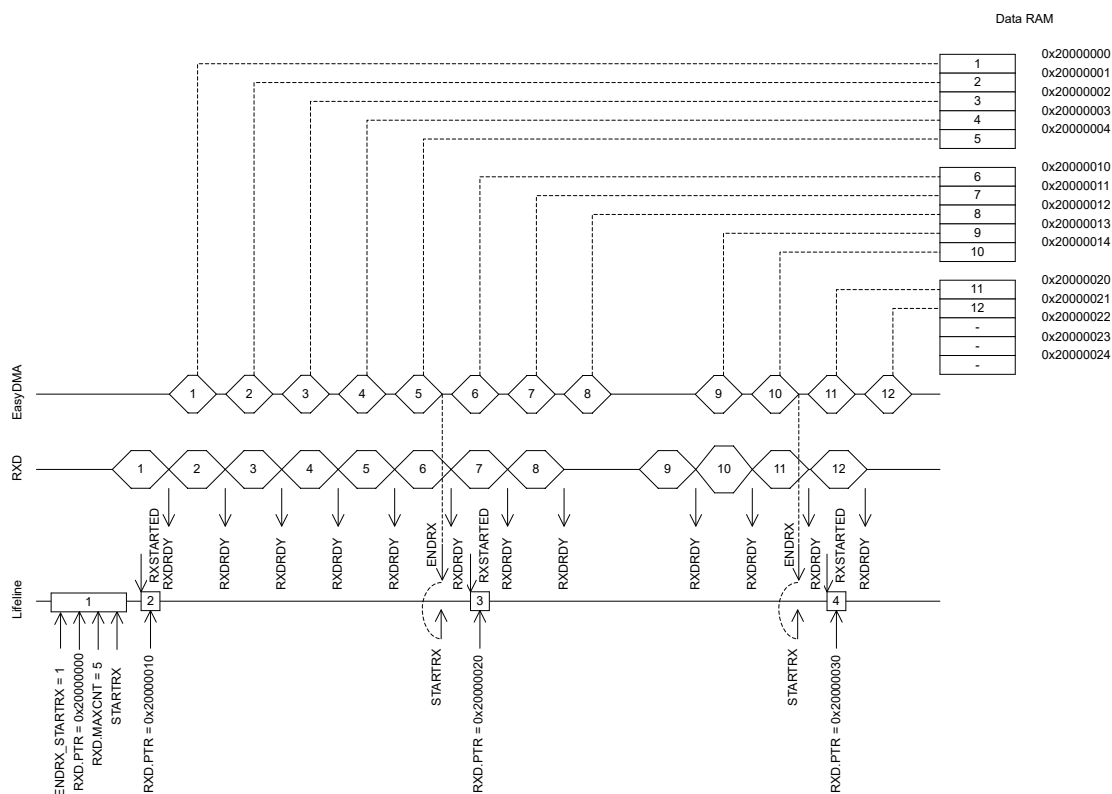 Data RAM
0x20000000
1
0x20000001
2
0x20000002
3
0x20000003
4
0x20000004
5
0x20000010
6
0x20000011
7
0x20000012
8
0x20000013
9
0x20000014
10
0x20000020
11
0x20000021
12
0x20000022
-
0x20000023
-
0x20000024
-
EasyDMA
1 2 3 4 5 6 7 8 9 10 11 12
RXD
1 2 3 4 5 6 7 8 9 10 11 12
RXSTARTED
RXDRDY
RXDRDY
RXDRDY
RXDRDY
RXDRDY
ENDRX
RXDRDY
RXSTARTED
RXDRDY
RXDRDY
RXDRDY
RXDRDY
ENDRX
RXDRDY
RXSTARTED
RXDRDY
Lifeline
1 2 3 4
ENDRX_STARTRX = 1
RXD.PTR = 0x20000000
RXD.MAXCNT = 5
STARTRX
RXD.PTR = 0x20000010
STARTRX
RXD.PTR = 0x20000020
STARTRX
RXD.PTR = 0x20000030